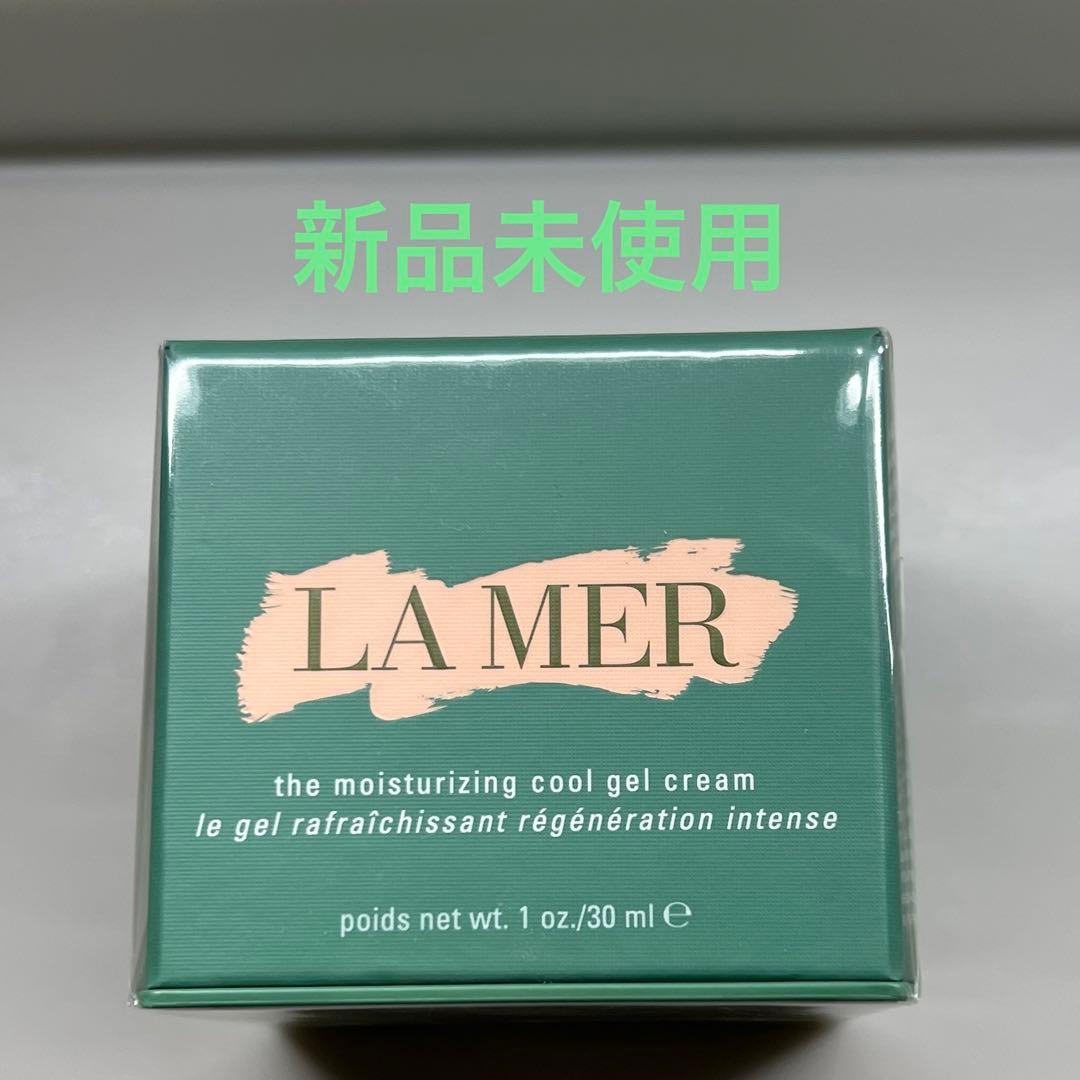 新品未使用
LA MER
the moisturizing cool gel cream
le gel rafraîchissant régénération intense
poids net wt. 1 oz./30 ml ℮